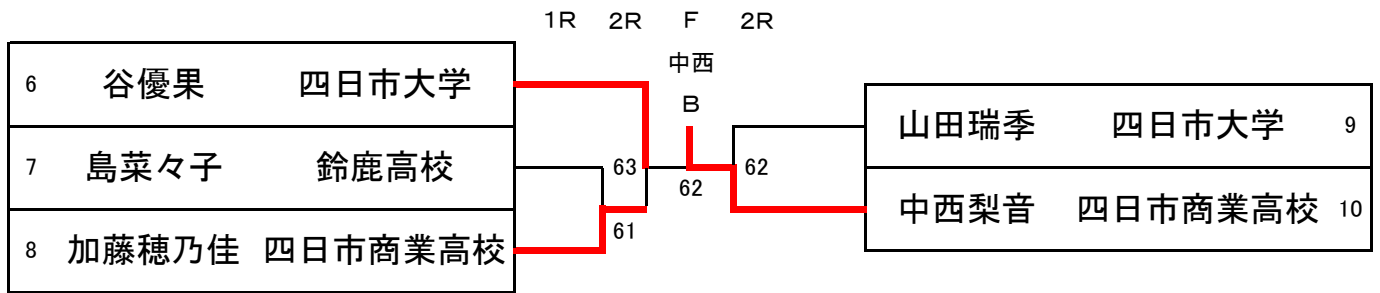 1R 2R F 2R
中西
B
6 谷優果 四日市大学
山田瑞季 四日市大学 9
7 島菜々子 鈴鹿高校
63
62
62
中西梨音 四日市商業高校 10
61
8 加藤穂乃佳 四日市商業高校